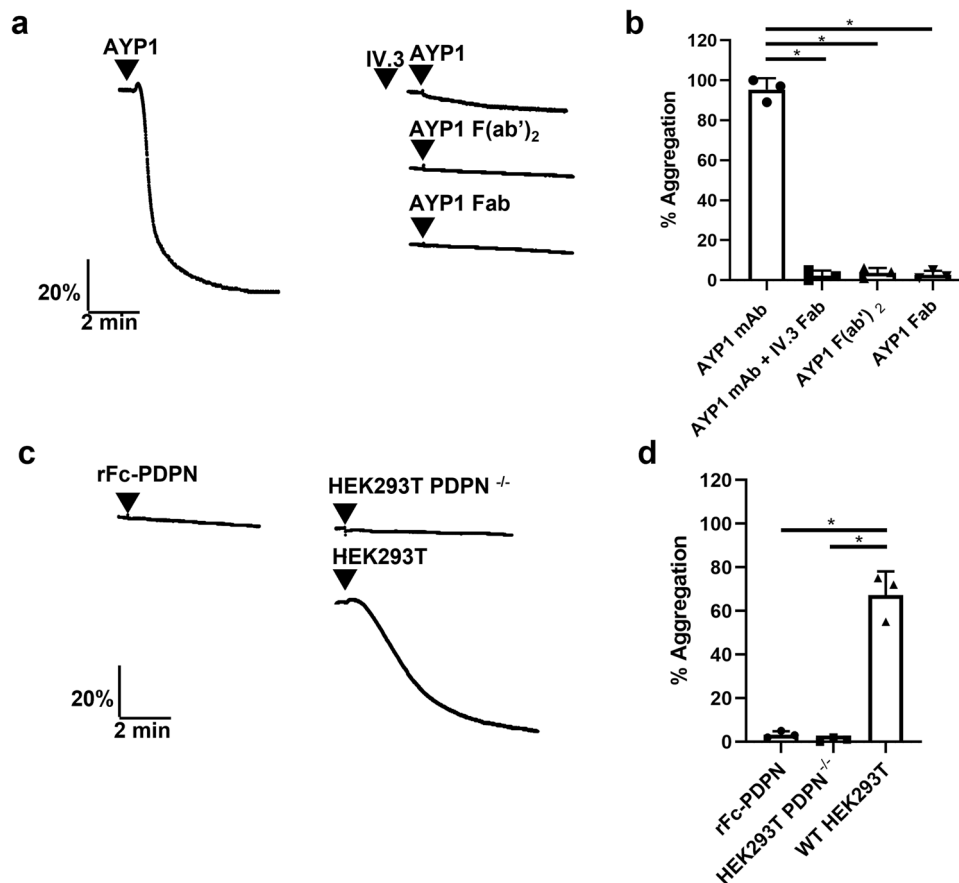 a
AYP1
IV.3
AYP1
AYP1 F(ab')2
AYP1 Fab
20%
2 min
b
120
100
80
60
40
20
0
% Aggregation
*
*
*
AYP1 mAb
AYP1 mAb + IV.3 Fab
AYP1 F(ab') 2
AYP1 Fab
c
rFc-PDPN
HEK293T PDPN -/-
HEK293T
20%
2 min
d
120
100
80
60
40
20
0
% Aggregation
*
*
rFc-PDPN
HEK293T PDPN-/-
WT HEK293T